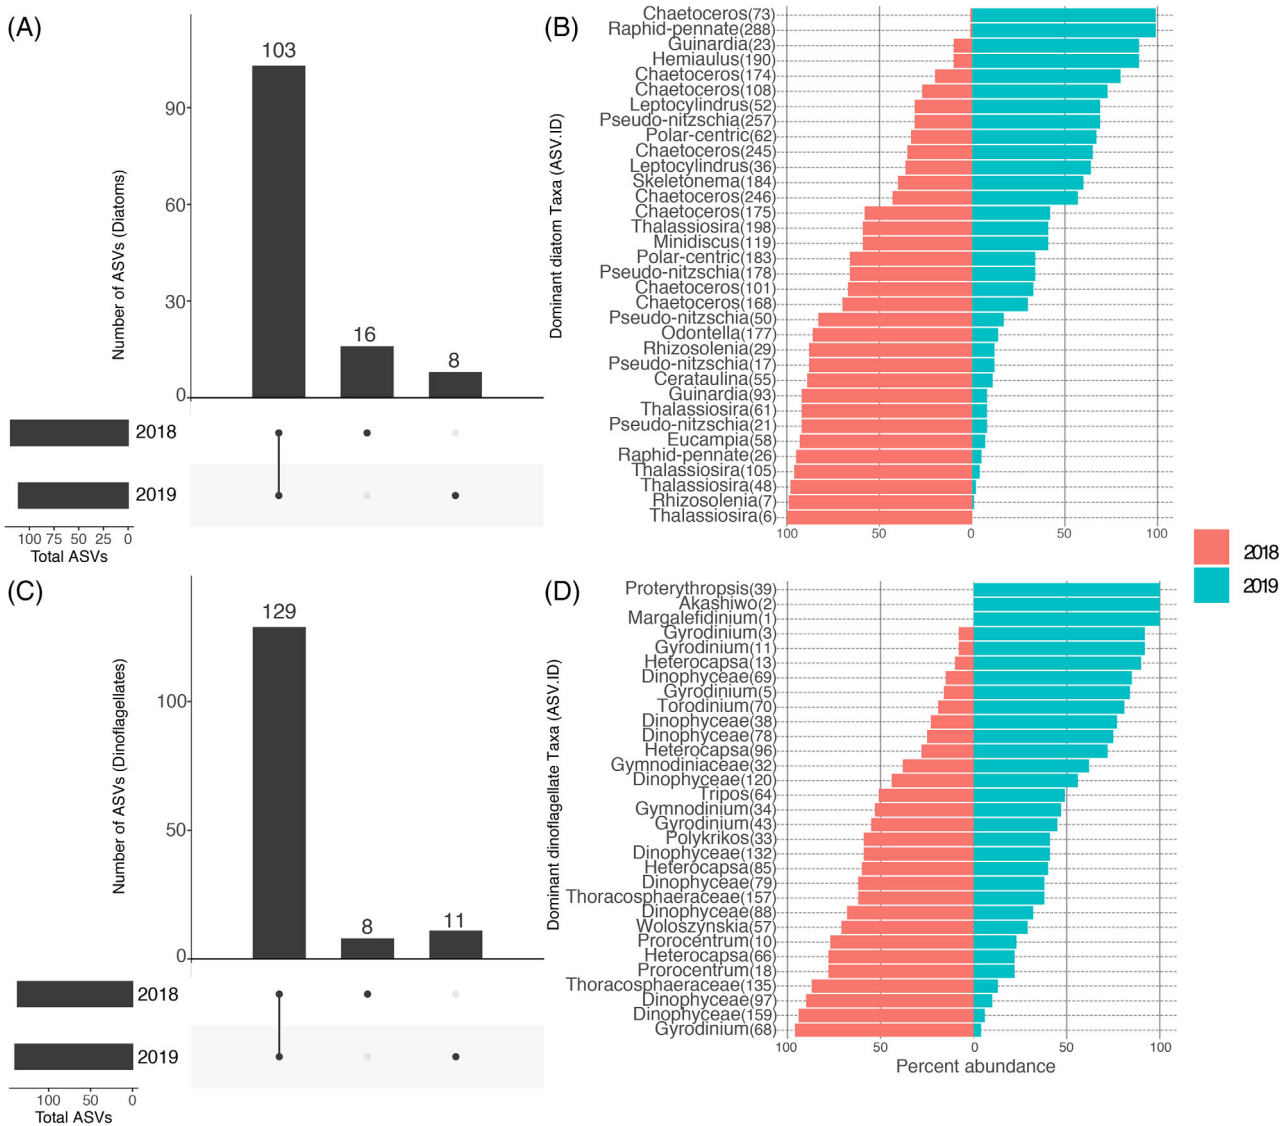 (A)
Number of ASVs (Diatoms)
90
60
30
0
103
16
8
2018
2019
100 75 50 25 0
Total ASVs
(B)
Dominant diatom Taxa (ASV.ID)
Chaetoceros(73)
Raphid-pennate(288)
Guinardia(23)
Hemiaulus(190)
Chaetoceros(174)
Chaetoceros(108)
Leptocylindrus(52)
Pseudo-nitzschia(257)
Polar-centric(62)
Chaetoceros(245)
Leptocylindrus(36)
Skeletonema(184)
Chaetoceros(246)
Chaetoceros(175)
Thalassiosira(198)
Minidiscus(119)
Polar-centric(183)
Pseudo-nitzschia(178)
Chaetoceros(101)
Chaetoceros(168)
Pseudo-nitzschia(50)
Odontella(177)
Rhizosolenia(29)
Pseudo-nitzschia(17)
Cerataulina(55)
Guinardia(93)
Thalassiosira(61)
Pseudo-nitzschia(21)
Eucampia(58)
Raphid-pennate(26)
Thalassiosira(105)
Thalassiosira(48)
Rhizosolenia(7)
Thalassiosira(6)
100 50 0 50 100
2018
2019
(C)
Number of ASVs (Dinoflagellates)
100
50
0
129
8
11
2018
2019
100 50 0
Total ASVs
(D)
Dominant dinoflagellate Taxa (ASV.ID)
Proterythropsis(39)
Akashiwo(2)
Margalefidinium(1)
Gyrodinium(3)
Gyrodinium(11)
Heterocapsa(13)
Dinophyceae(69)
Gyrodinium(5)
Torodinium(70)
Dinophyceae(38)
Dinophyceae(78)
Heterocapsa(96)
Gymnodiniaceae(32)
Dinophyceae(120)
Tripos(64)
Gymnodinium(34)
Gyrodinium(43)
Polykrikos(33)
Dinophyceae(132)
Heterocapsa(85)
Dinophyceae(79)
Thoracosphaeraceae(157)
Dinophyceae(88)
Woloszynskia(57)
Prorocentrum(10)
Heterocapsa(66)
Prorocentrum(18)
Thoracosphaeraceae(135)
Dinophyceae(97)
Dinophyceae(159)
Gyrodinium(68)
100 50 0 50 100
Percent abundance